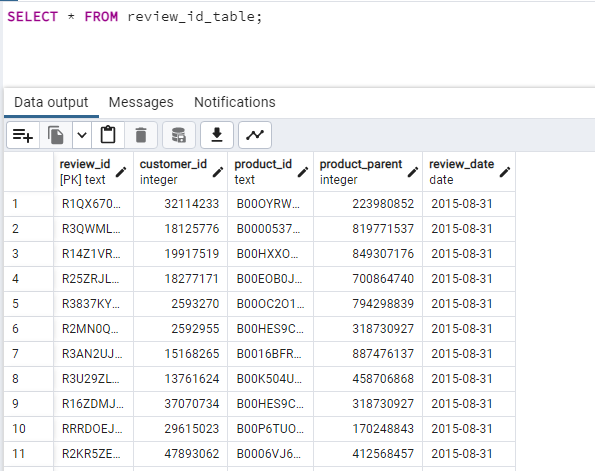 SELECT * FROM review_id_table;
Data output Messages Notifications
review_id customer_id product_id product_parent review_date
[PK] text integer text integer date
1 R1QX670... 32114233 B00OYRW... 223980852 2015-08-31
2 R3QWML... 18125776 B0000537... 819771537 2015-08-31
3 R14Z1VR... 19917519 B00HXXO... 849307176 2015-08-31
4 R25ZRJL... 18277171 B00EOB0J... 700864740 2015-08-31
5 R3837KY... 2593270 B00OC2O1... 794298839 2015-08-31
6 R2MN0Q... 2592955 B00HES9C... 318730927 2015-08-31
7 R3AN2UJ... 15168265 B0016BFR... 887476137 2015-08-31
8 R3U29ZL... 13761624 B00K504U... 458706868 2015-08-31
9 R16ZDMJ... 37070734 B00HES9C... 318730927 2015-08-31
10 RRRDOEJ... 29615023 B00P6TUO... 170248843 2015-08-31
11 R2KR5ZE... 47893062 B0006VJ6... 412568457 2015-08-31